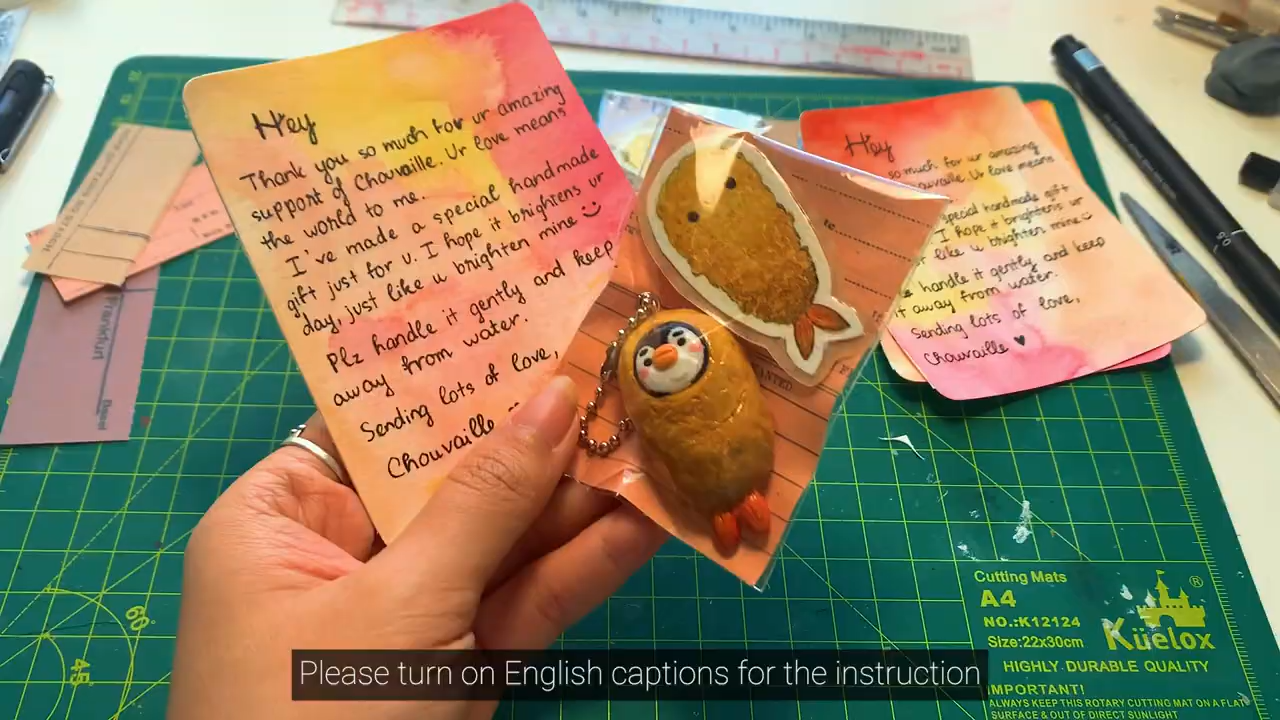 Hey
Thank you so much for ur amazing
support of Chouvaille. Ur love means
the world to me.
I've made a special handmade
gift just for u. I hope it brightens ur
day, just like u brighten mine
Plz handle it gently and keep
away from water.
Sending lots of love,
Chouvaille
to
Hey
so much for ur amazing
Ur love means
to me.
special handmade gift
I hope it brightens ur
like u brighten mine
handle it gently and keep
it away from water.
Sending lots of love,
Chouvaille ♥
Frankfurt
Basel
60
45
Cutting Mats
A4
NO.:K12124
Size:22x30cm
Küelox ®
HIGHLY DURABLE QUALITY
IMPORTANT!
ALWAYS KEEP THIS ROTARY CUTTING MAT ON A FLAT
SURFACE & OUT OF DIRECT SUNLIGHT
Please turn on English captions for the instruction